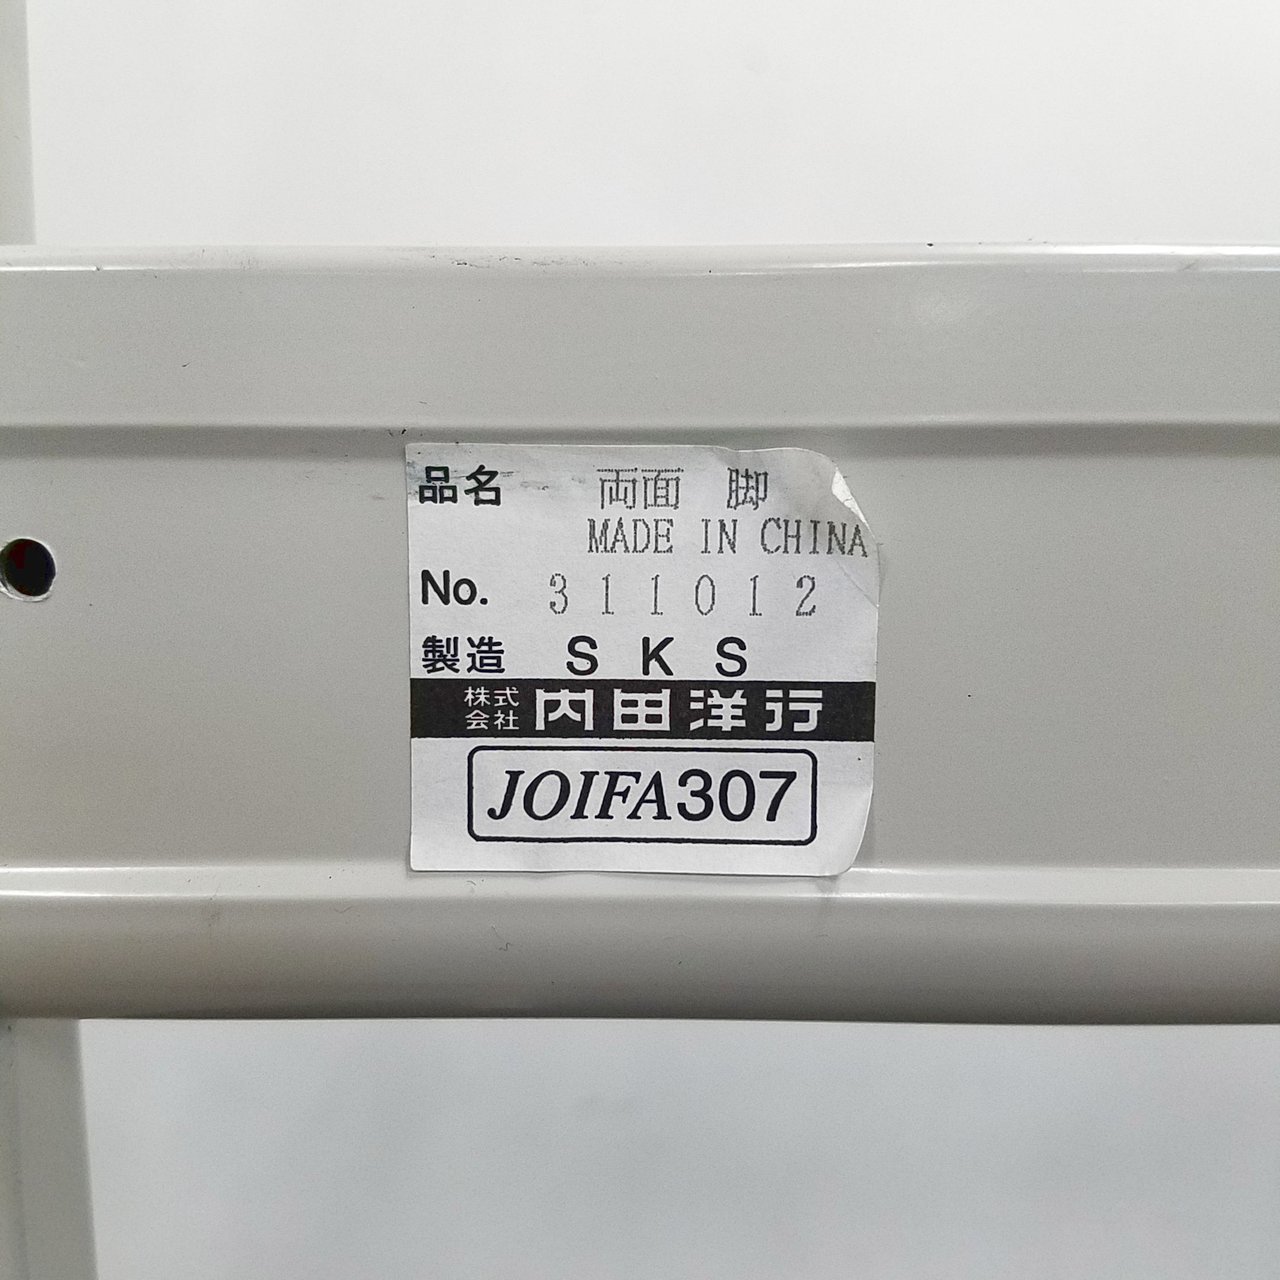 品名 両面 脚
MADE IN CHINA
No. 311012
製造 SKS
株式会社 内田洋行
JOIFA307